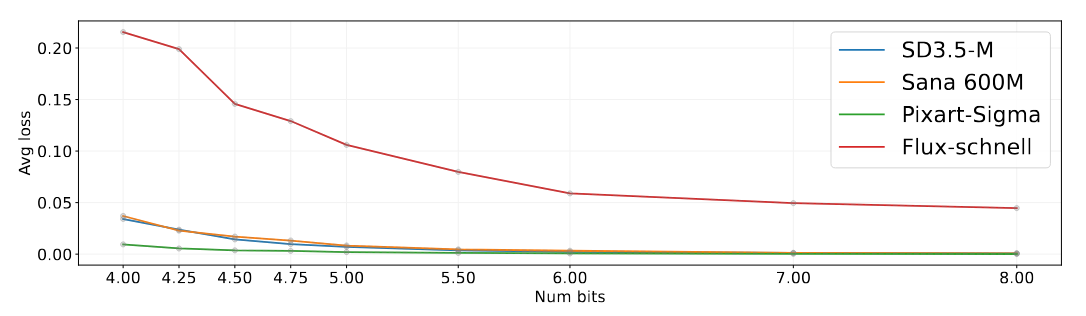 Avg loss
0.20
0.15
0.10
0.05
0.00
4.00 4.25 4.50 4.75 5.00 5.50 6.00 7.00 8.00
Num bits
SD3.5-M
Sana 600M
Pixart-Sigma
Flux-schnell